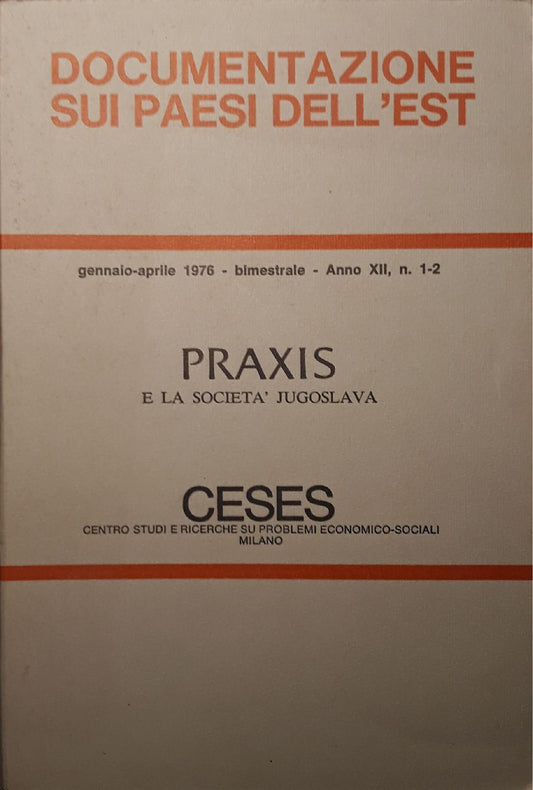 DOCUMENTAZIONE
SUI PAESI DELL'EST
gennaio-aprile 1976 - bimestrale - Anno XII, n. 1-2
PRAXIS
E LA SOCIETA' JUGOSLAVA
CESES
CENTRO STUDI E RICERCHE SU PROBLEMI ECONOMICO-SOCIALI
MILANO